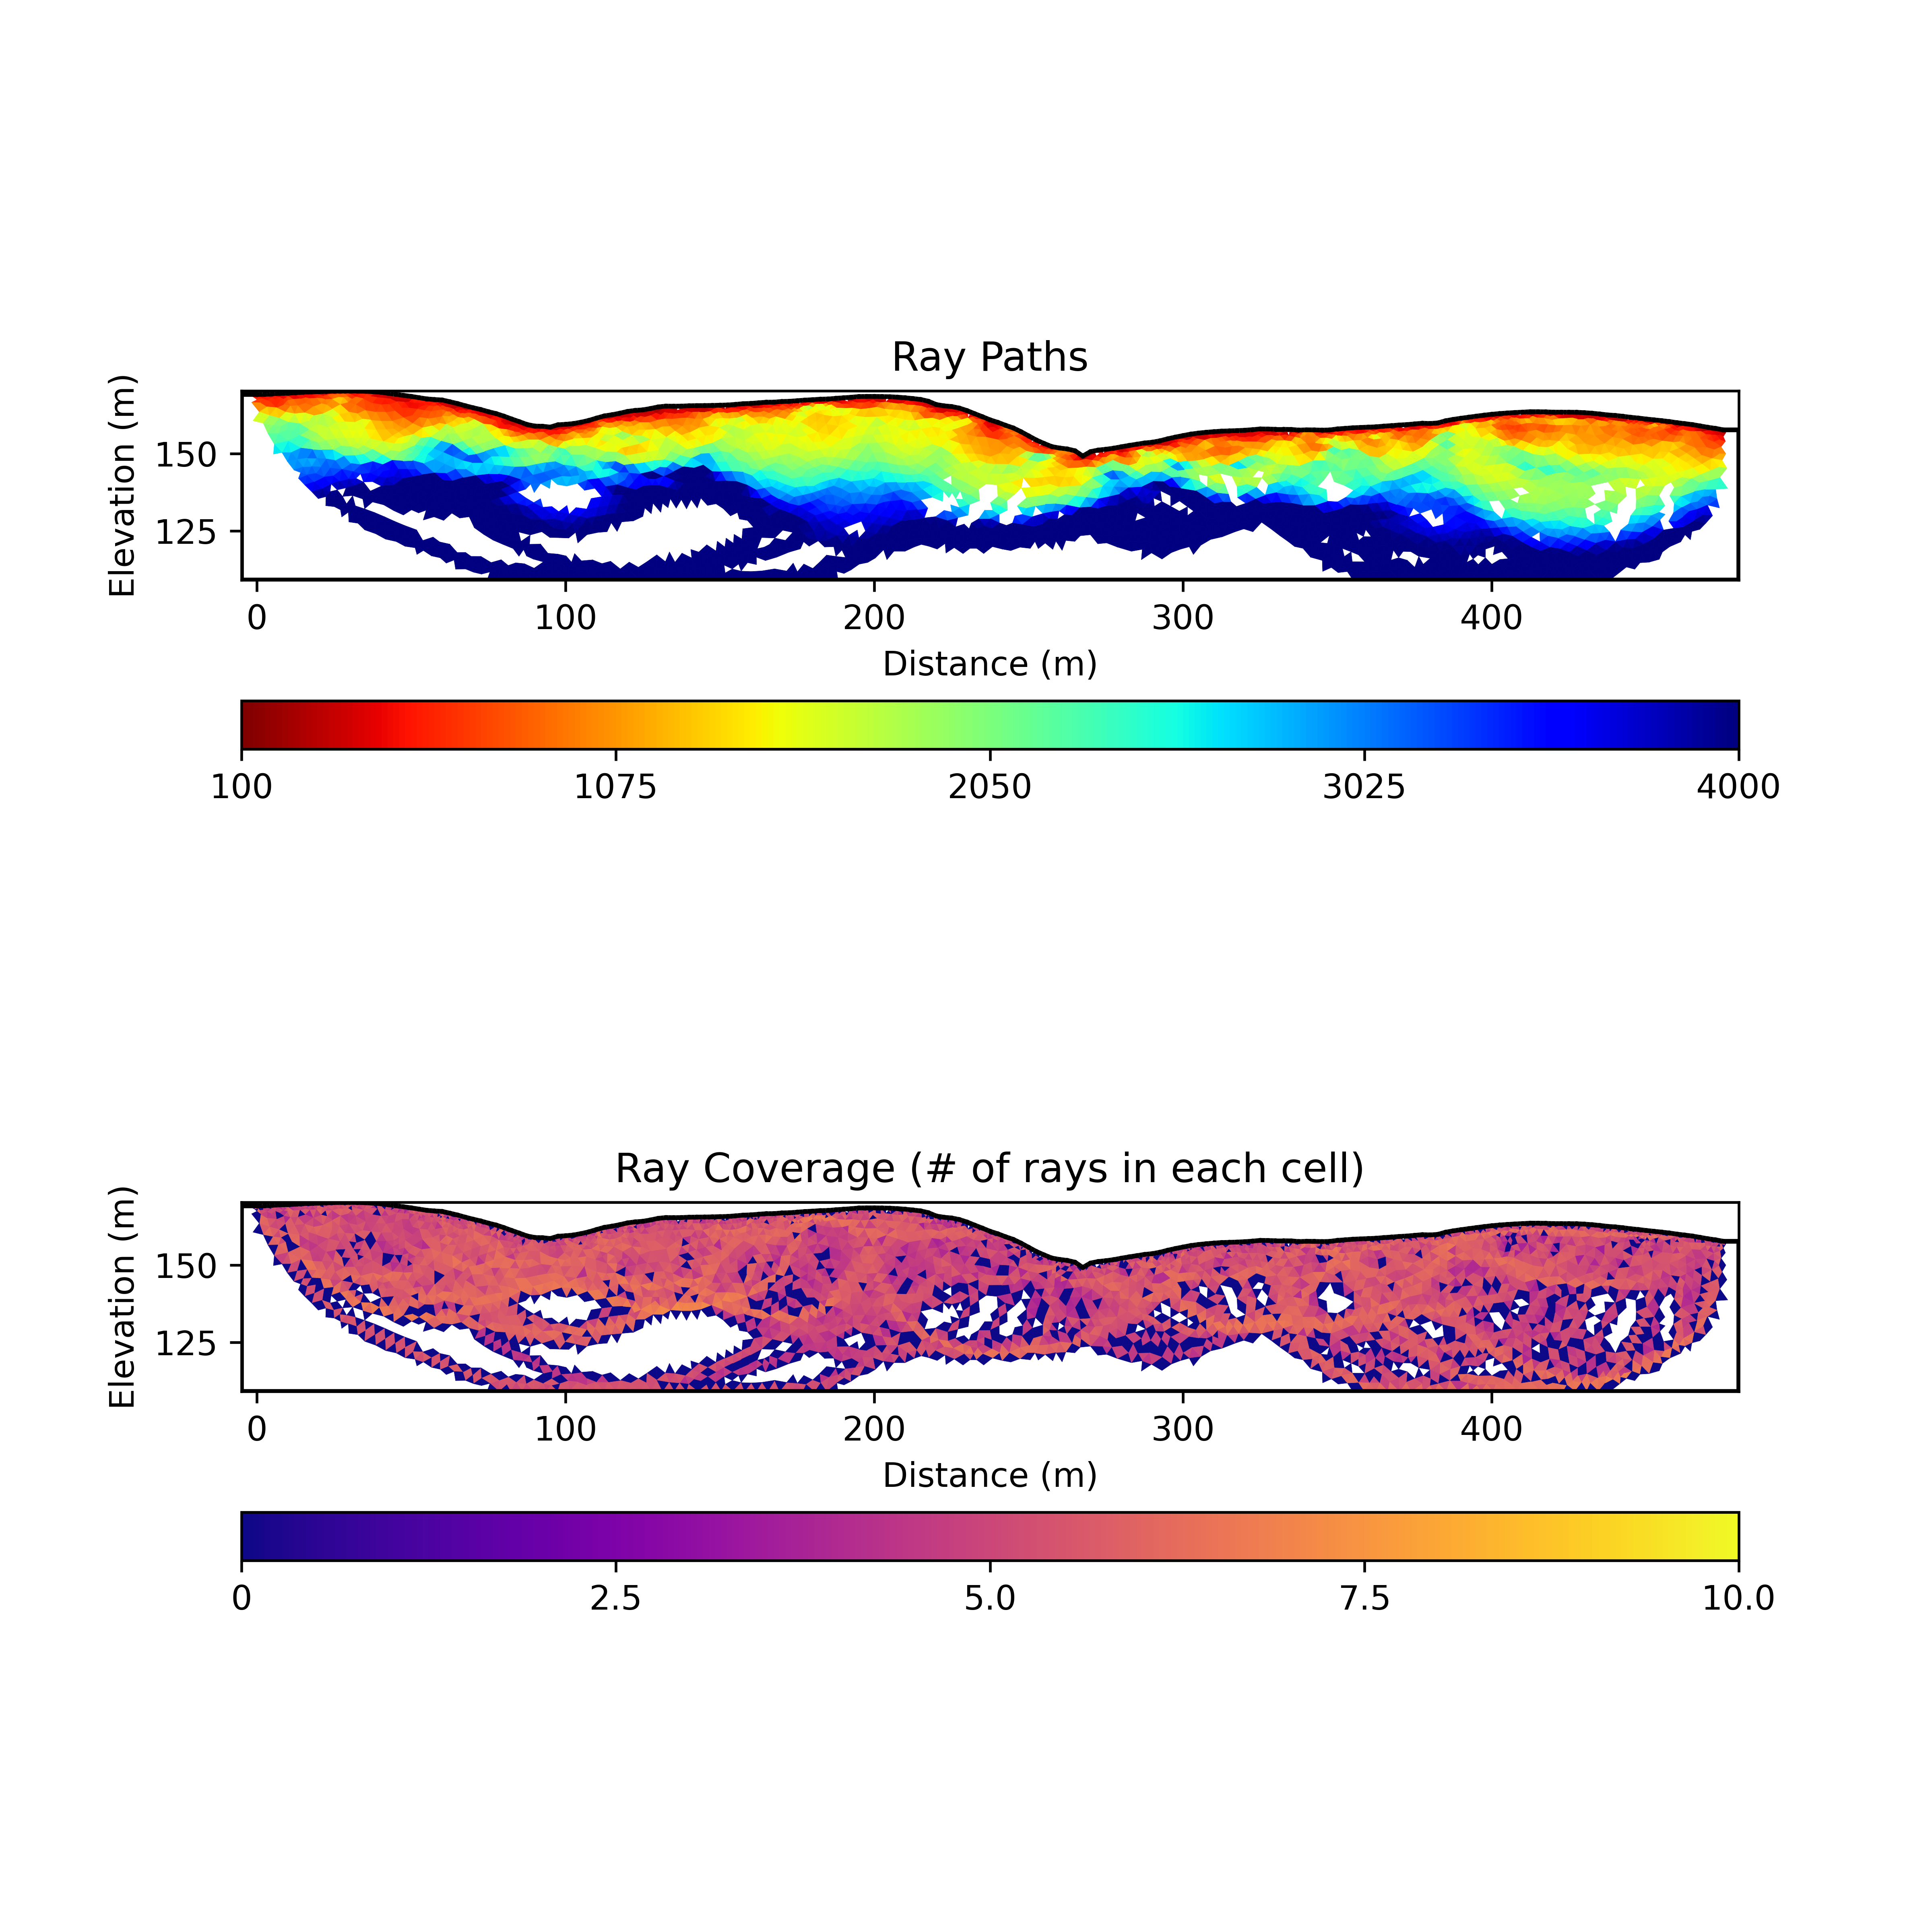 Ray Paths
Elevation (m)
150
125
0 100 200 300 400
Distance (m)
100 1075 2050 3025 4000
Ray Coverage (# of rays in each cell)
Elevation (m)
150
125
0 100 200 300 400
Distance (m)
0 2.5 5.0 7.5 10.0